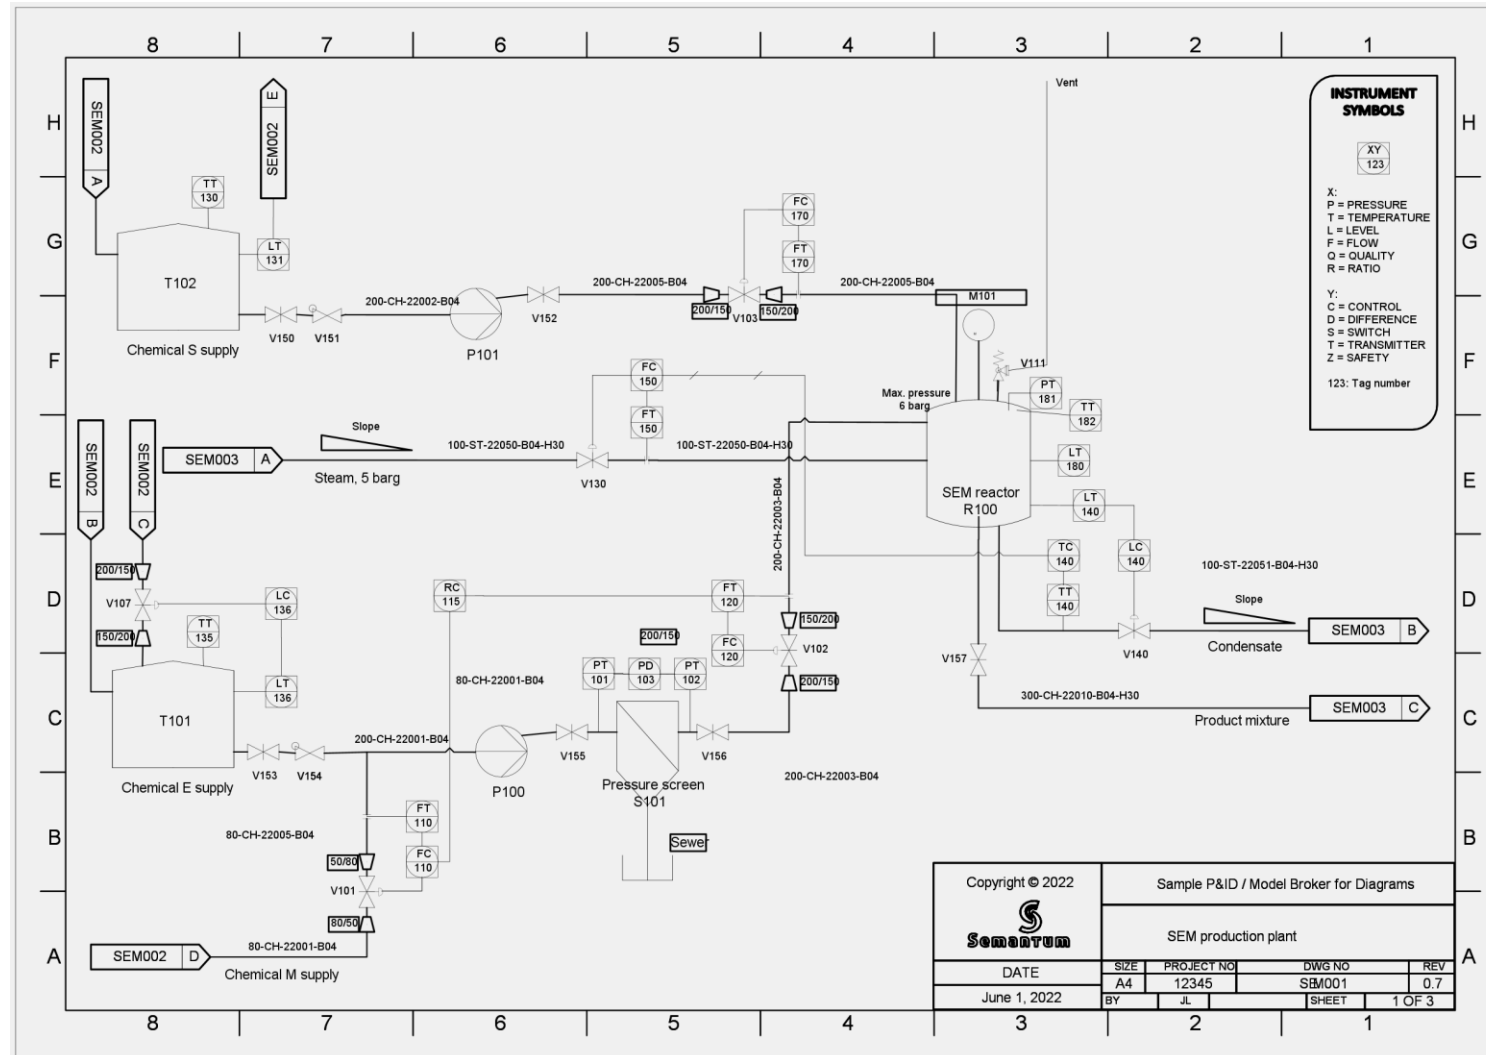 8 7 6 5 4 3 2 1
H
G
F
E
D
C
B
A
SEM002 A
SEM002 E
TT
130
LT
131
T102
Chemical S supply
V150
V151
200-CH-22002-B04
P101
V152
200-CH-22005-B04
200/150
V103
150/200
FC
170
FT
170
200-CH-22005-B04
M101
Vent
V111
Max. pressure
6 barg
PT
181
TT
182
LT
180
LT
140
SEM reactor
R100
INSTRUMENT
SYMBOLS
XY
123
X:
P = PRESSURE
T = TEMPERATURE
L = LEVEL
F = FLOW
Q = QUALITY
R = RATIO
Y:
C = CONTROL
D = DIFFERENCE
S = SWITCH
T = TRANSMITTER
Z = SAFETY
123: Tag number
H
G
F
E
D
C
B
A
SEM002 B
SEM002 C
SEM003 A
Slope
Steam, 5 barg
100-ST-22050-B04-H30
FC
150
FT
150
V130
100-ST-22050-B04-H30
200-CH-22003-B04
TC
140
TT
140
LC
140
V140
100-ST-22051-B04-H30
Slope
Condensate
SEM003 B
V157
300-CH-22010-B04-H30
Product mixture
SEM003 C
200/150
V107
150/200
LC
136
TT
135
LT
136
T101
Chemical E supply
V153
V154
200-CH-22001-B04
RC
115
80-CH-22001-B04
P100
V155
PT
101
PD
103
PT
102
200/150
Pressure screen
S101
Sewer
V156
FT
120
FC
120
150/200
V102
200/150
200-CH-22003-B04
80-CH-22005-B04
FT
110
FC
110
50/80
V101
80/50
80-CH-22001-B04
SEM002 D
Chemical M supply
Copyright © 2022
Semantum
DATE
June 1, 2022
Sample P&ID / Model Broker for Diagrams
SEM production plant
SIZE PROJECT NO DWG NO REV
A4 12345 SEM001 0.7
BY JL SHEET 1 OF 3
8 7 6 5 4 3 2 1